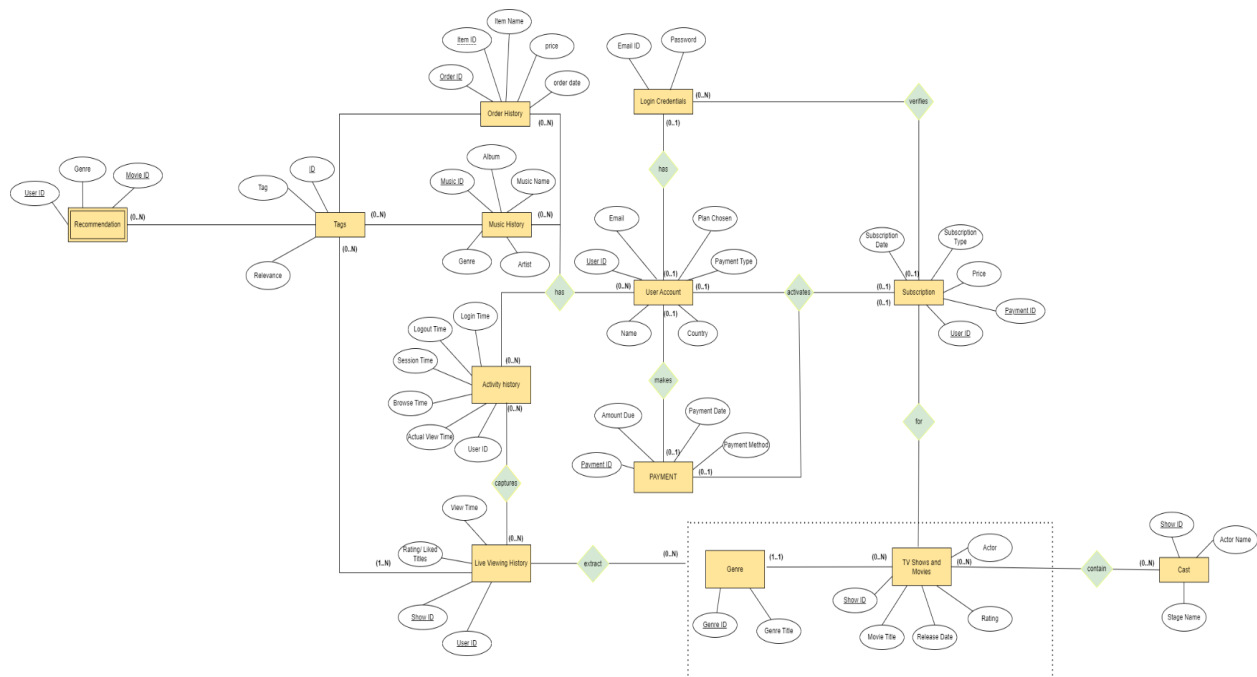 Item Name
Item ID
price
Order ID
order date
Order History
(0..N)
Email ID
Password
Login Credentials
(0..N)
(0..1)
verifies
has
Genre
User ID
Movie ID
Recommendation
(0..N)
ID
Tag
Tags
(0..N)
(0..N)
Relevance
Album
Music ID
Music Name
Music History
(0..N)
Genre
Artist
Email
Plan Chosen
User ID
Payment Type
(0..1)
User Account
(0..N)
(0..1)
(0..1)
Name
Country
has
activates
Subscription Date
Subscription Type
Price
Payment ID
User ID
(0..1)
Subscription
(0..1)
(0..1)
Login Time
Logout Time
Session Time
Browse Time
Actual View Time
User ID
(0..N)
Activity history
(0..N)
makes
Amount Due
Payment Date
Payment Method
Payment ID
(0..1)
PAYMENT
(0..1)
for
captures
View Time
Rating/ Liked
Titles
(0..N)
(1..N)
Live Viewing History
Show ID
User ID
extract
(0..N)
Genre
(1..1)
Genre ID
Genre Title
(0..N)
TV Shows and
Movies
(0..N)
Actor
Show ID
Movie Title
Release Date
Rating
contain
Show ID
Actor Name
(0..N)
Cast
Stage Name